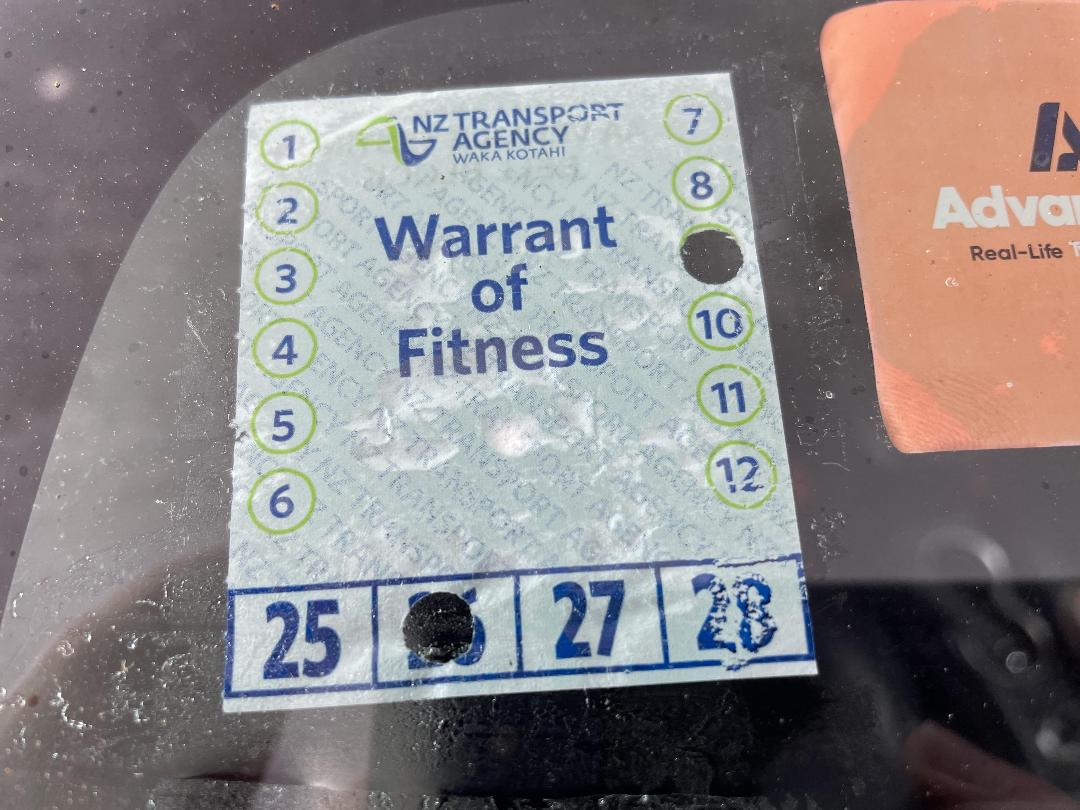 NZ TRANSPORT
AGENCY
WAKA KOTAHI
Warrant
of
Fitness
1
2
3
4
5
6
7
8
10
11
12
25
27
28
Real-Life